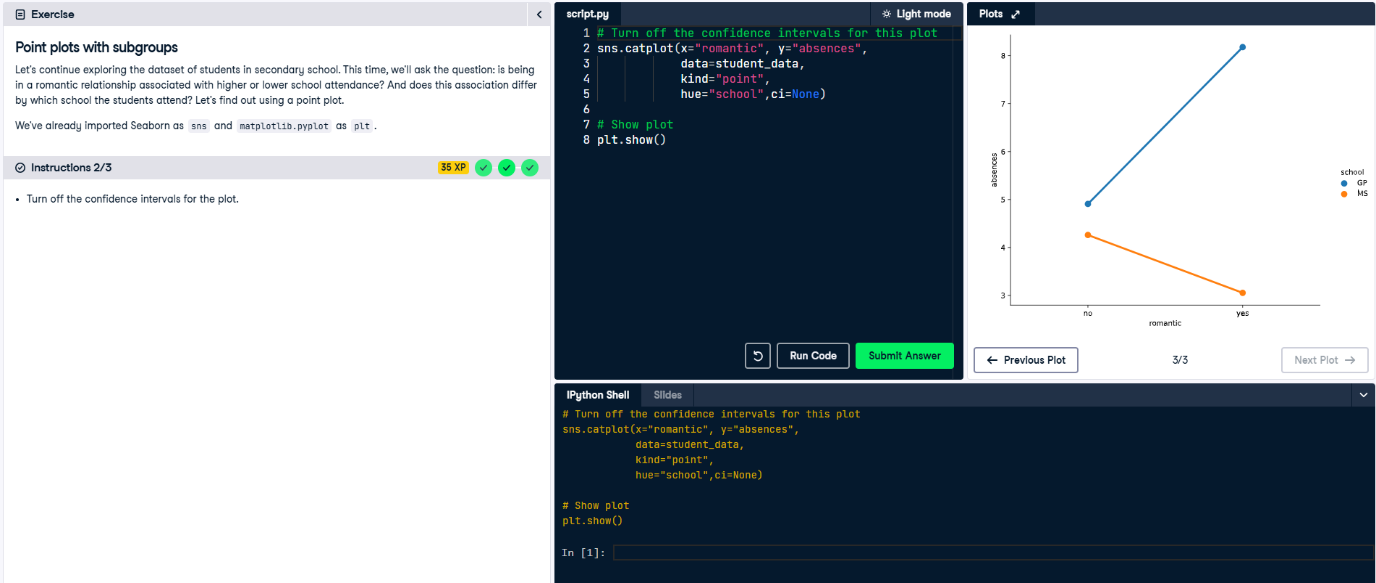 Exercise
Point plots with subgroups
Let's continue exploring the dataset of students in secondary school. This time, we'll ask the question: is being
in a romantic relationship associated with higher or lower school attendance? And does this association differ
by which school the students attend? Let's find out using a point plot.
We've already imported Seaborn as sns and matplotlib.pyplot as plt.
Instructions 2/3
35 XP
Turn off the confidence intervals for the plot.
script.py
Light mode
1 # Turn off the confidence intervals for this plot
2 sns.catplot(x="romantic", y="absences",
3 data=student_data,
4 kind="point",
5 hue="school",ci=None)
6
7 # Show plot
8 plt.show()
Run Code
Submit Answer
Plots
8
7
6
5
4
3
absences
no
yes
romantic
school
GP
MS
Previous Plot
3/3
Next Plot
IPython Shell
Slides
# Turn off the confidence intervals for this plot
sns.catplot(x="romantic", y="absences",
data=student_data,
kind="point",
hue="school",ci=None)
# Show plot
plt.show()
In [1]: